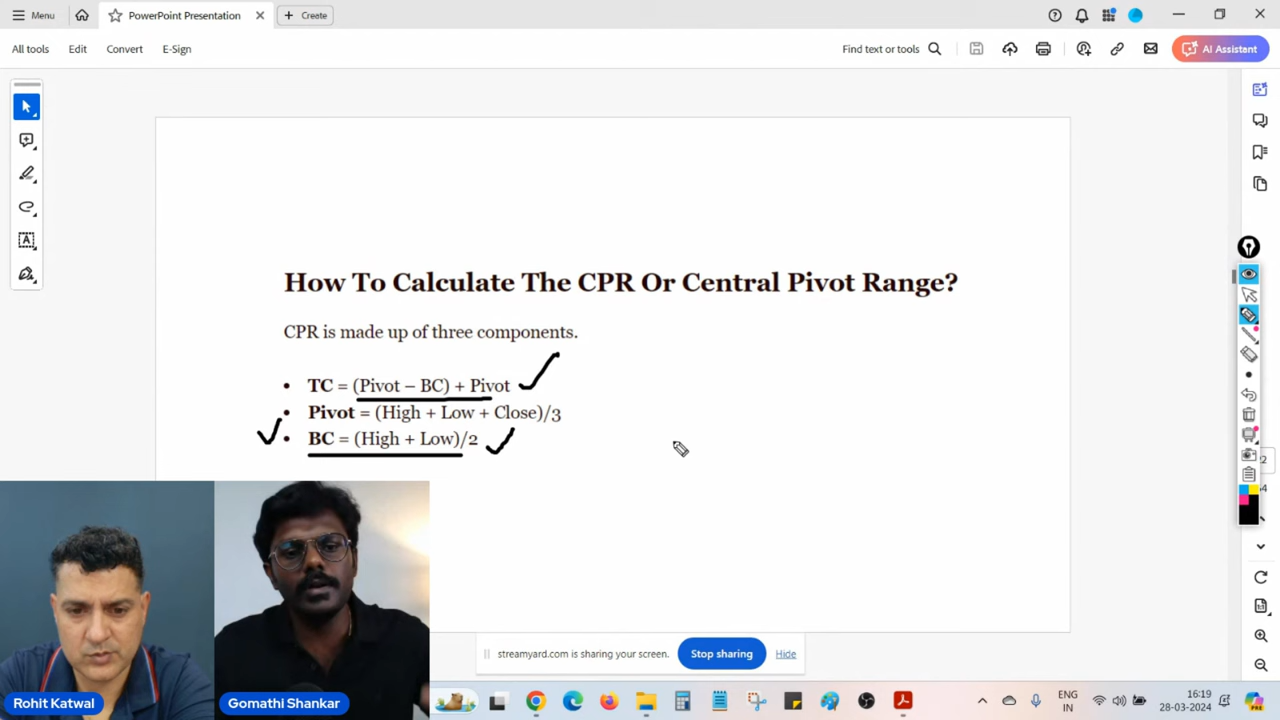 Menu
PowerPoint Presentation
Create
All tools
Edit
Convert
E-Sign
Find text or tools
AI Assistant
How To Calculate The CPR Or Central Pivot Range?
CPR is made up of three components.
• TC = (Pivot – BC) + Pivot
• Pivot = (High + Low + Close)/3
• BC = (High + Low)/2
streamyard.com is sharing your screen.
Stop sharing
Hide
Rohit Katwal
Gomathi Shankar
ENG
IN
16:19
28-03-2024